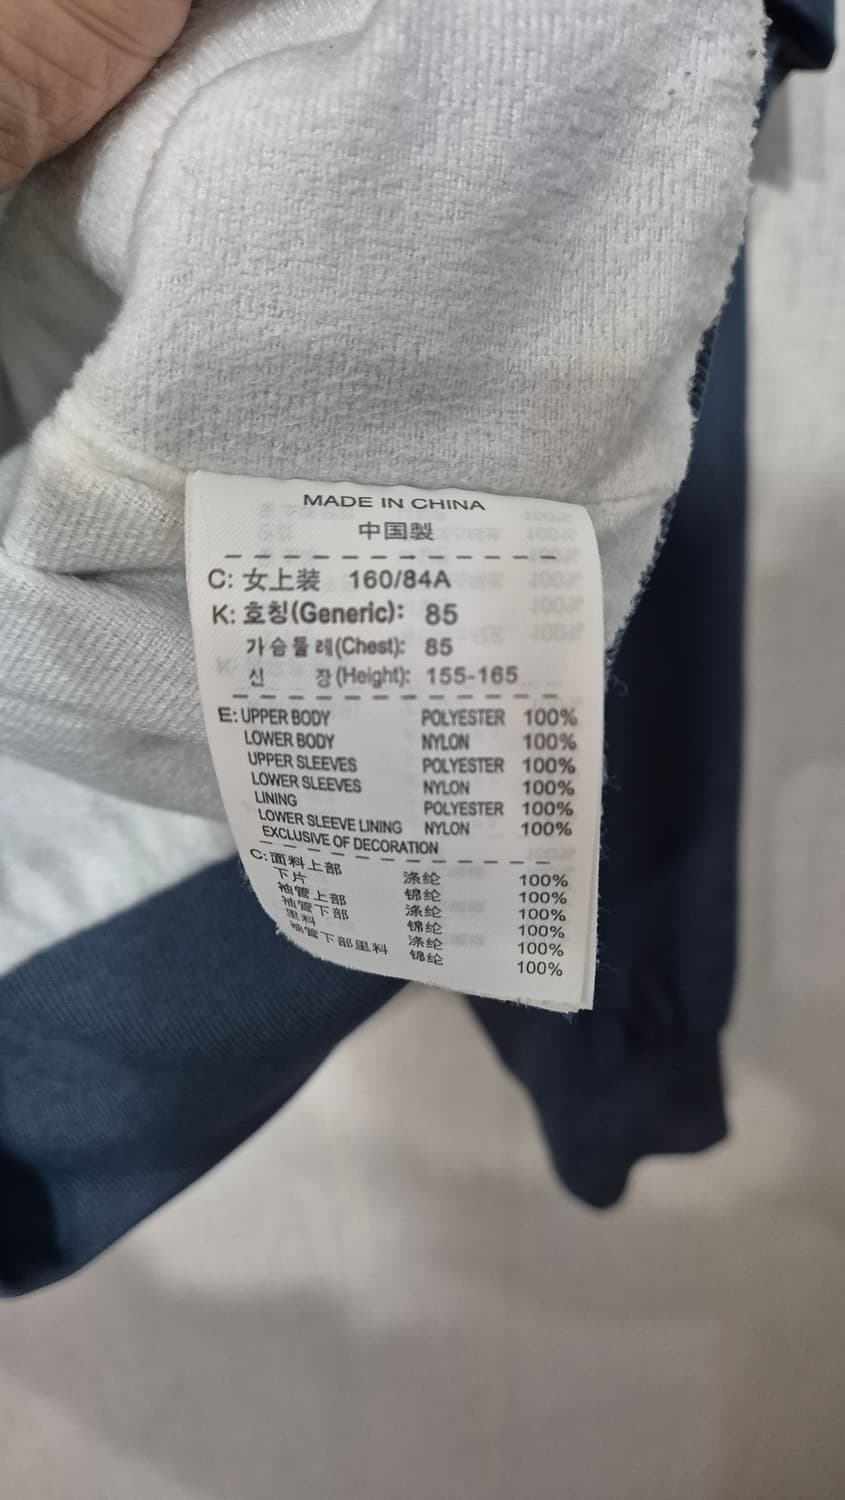 MADE IN CHINA
中国製
C: 女上装 160/84A
K: 호칭(Generic): 85
가슴둘레(Chest): 85
신 장(Height): 155-165
E: UPPER BODY POLYESTER 100%
LOWER BODY NYLON 100%
UPPER SLEEVES POLYESTER 100%
LOWER SLEEVES NYLON 100%
LINING POLYESTER 100%
LOWER SLEEVE LINING NYLON 100%
EXCLUSIVE OF DECORATION
C: 面料上部 涤纶 100%
下片 锦纶 100%
袖管上部 涤纶 100%
袖管下部 锦纶 100%
里料 涤纶 100%
袖管下部里料 锦纶 100%